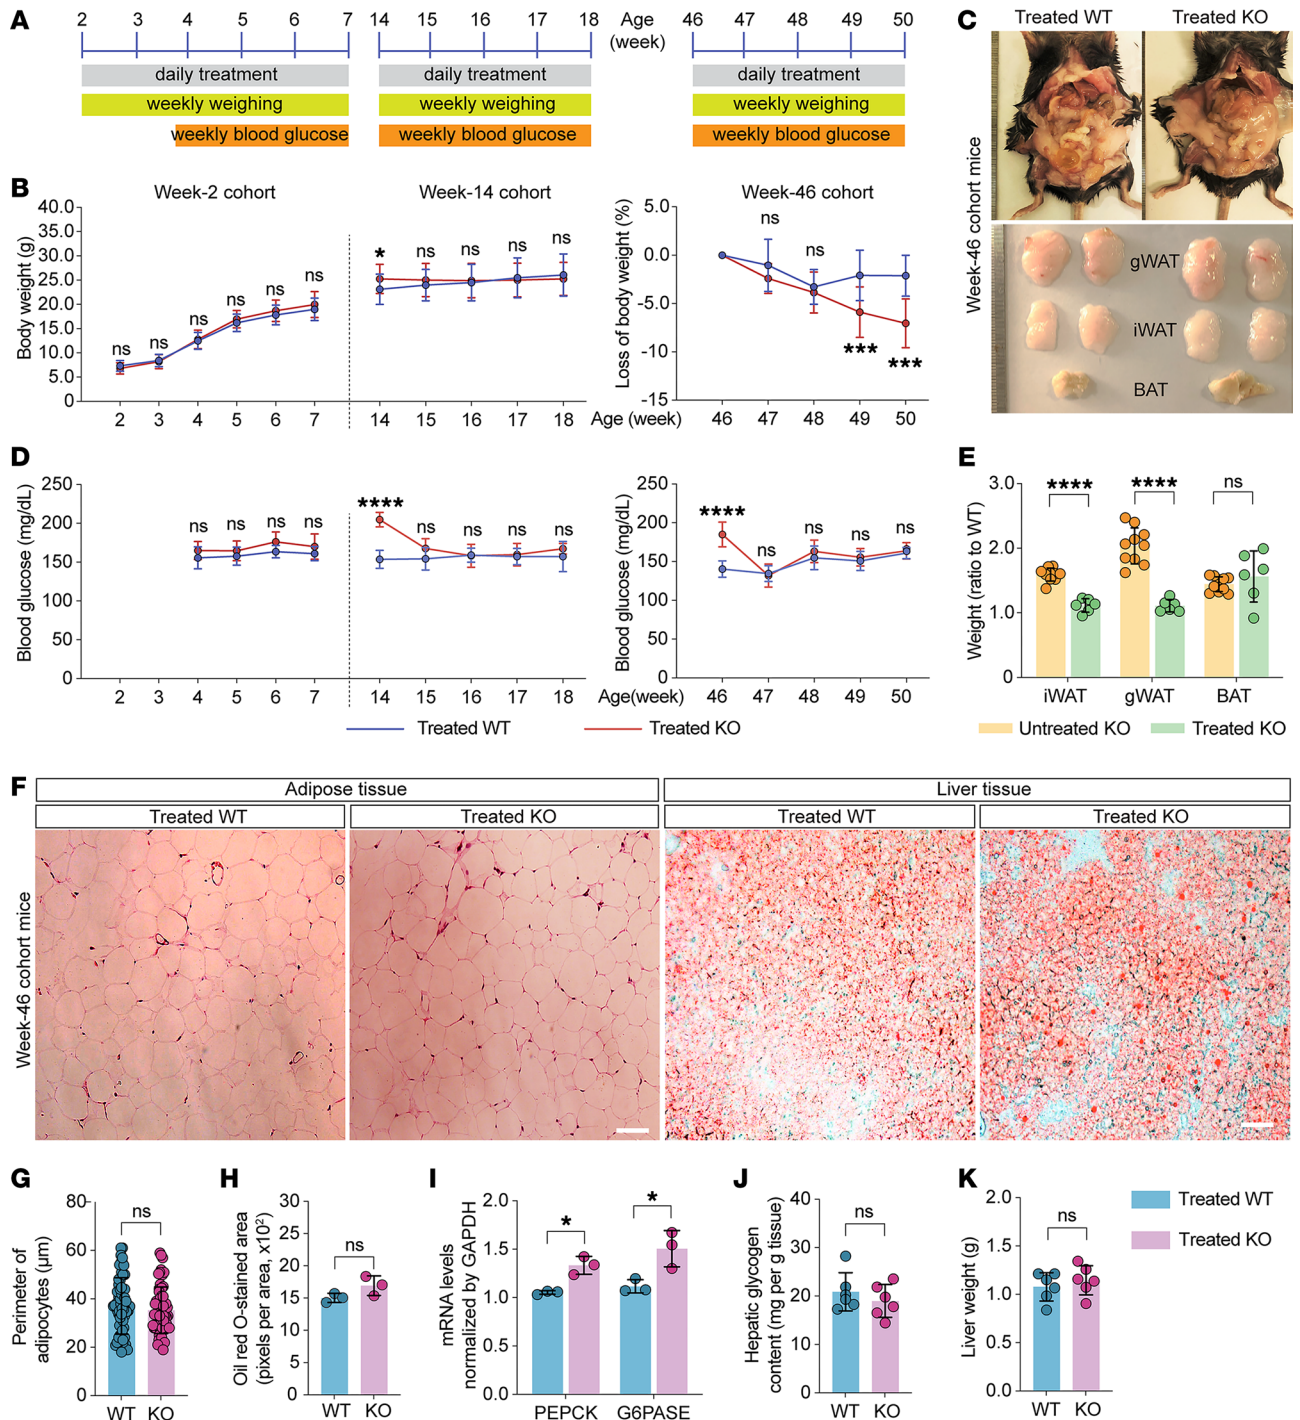 A
2 3 4 5 6 7 14 15 16 17 18 Age (week) 46 47 48 49 50
daily treatment daily treatment daily treatment
weekly weighing weekly weighing weekly weighing
weekly blood glucose weekly blood glucose weekly blood glucose
B
Week-2 cohort Week-14 cohort Week-46 cohort
Body weight (g)
40.0
35.0
30.0
25.0
20.0
15.0
10.0
5.0
0
ns ns ns ns ns ns
* ns ns ns ns
2 3 4 5 6 7 14 15 16 17 18 Age (week) 46 47 48 49 50
Loss of body weight (%)
5.0
0.0
-5.0
-10
-15
ns ns *** ***
C
Treated WT Treated KO
Week-46 cohort mice
gWAT
iWAT
BAT
D
Blood glucose (mg/dL)
250
200
150
100
50
0
ns ns ns ns
**** ns ns ns ns
2 3 4 5 6 7 14 15 16 17 18 Age(week) 46 47 48 49 50
Blood glucose (mg/dL)
250
200
150
100
50
0
**** ns ns ns ns
Treated WT Treated KO
E
Weight (ratio to WT)
3.0
2.0
1.0
0
**** **** ns
iWAT gWAT BAT
Untreated KO Treated KO
F
Adipose tissue Liver tissue
Treated WT Treated KO Treated WT Treated KO
Week-46 cohort mice
G
Perimeter of
adipocytes (μm)
80
60
40
20
0
ns
WT KO
H
Oil red O-stained area
(pixels per area, x10²)
30
25
20
15
10
5
0
ns
WT KO
I
mRNA levels
normalized by GAPDH
2.0
1.5
1.0
0.5
0.0
* *
PEPCK G6PASE
J
Hepatic glycogen
content (mg per g tissue)
40
30
20
10
0
ns
WT KO
K
Liver weight (g)
2.0
1.5
1.0
0.5
0.0
ns
WT KO
Treated WT
Treated KO